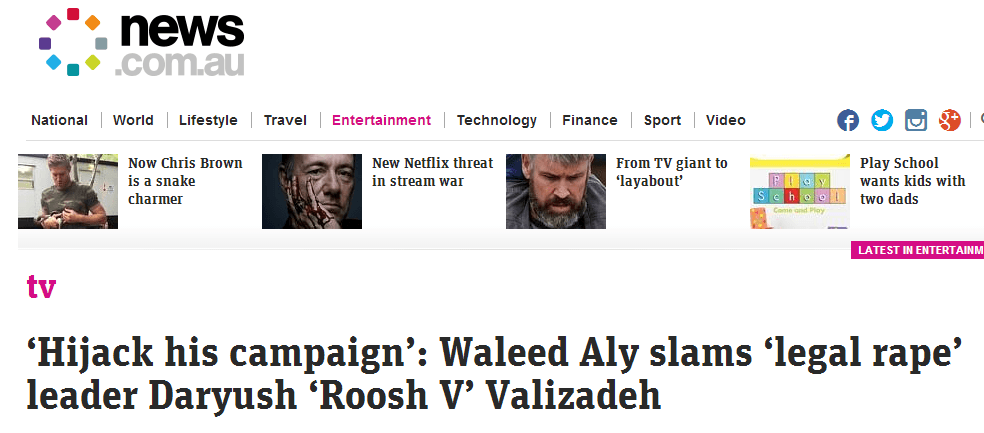 news
.com.au
National World Lifestyle Travel Entertainment Technology Finance Sport Video
Now Chris Brown
is a snake
charmer
New Netflix threat
in stream war
From TV giant to
‘layabout’
Play
School
Come and Play
Play School
wants kids with
two dads
LATEST IN ENTERTAINM
tv
‘Hijack his campaign’: Waleed Aly slams ‘legal rape’
leader Daryush ‘Roosh V’ Valizadeh